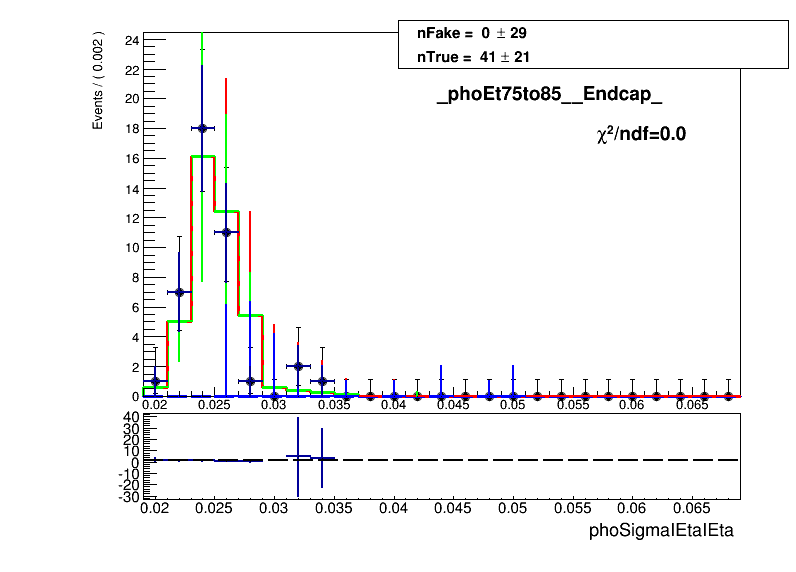 nFake = 0 ± 29
nTrue = 41 ± 21
_phoEt75to85__Endcap_
χ²/ndf=0.0
Events / ( 0.002 )
24
22
20
18
16
14
12
10
8
6
4
2
0
0.02 0.025 0.03 0.035 0.04 0.045 0.05 0.055 0.06 0.065
40
30
20
10
0
-10
-20
-30
0.02 0.025 0.03 0.035 0.04 0.045 0.05 0.055 0.06 0.065
phoSigmaIEtaIEta